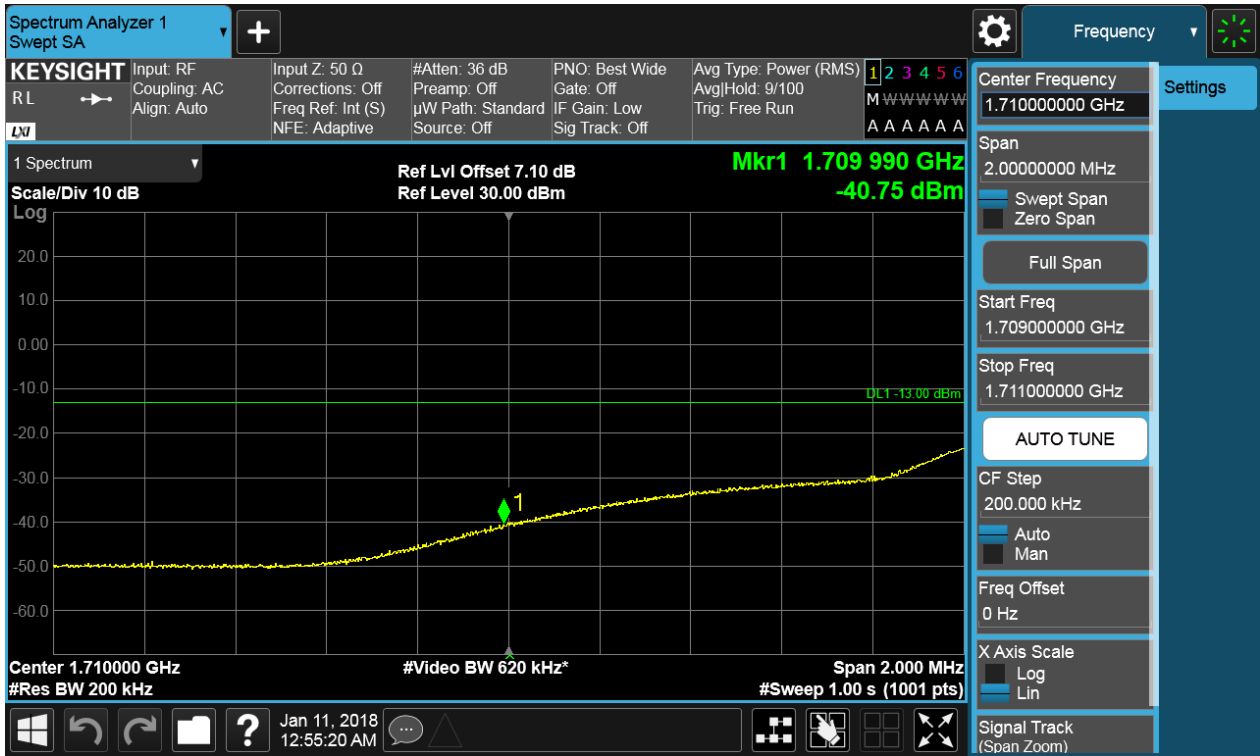 Spectrum Analyzer 1
Swept SA
+
Frequency
KEYSIGHT
R L
LXI
Input: RF
Coupling: AC
Align: Auto
Input Z: 50 Ω
Corrections: Off
Freq Ref: Int (S)
NFE: Adaptive
#Atten: 36 dB
Preamp: Off
µW Path: Standard
Source: Off
PNO: Best Wide
Gate: Off
IF Gain: Low
Sig Track: Off
Avg Type: Power (RMS)
Avg|Hold: 9/100
Trig: Free Run
1 2 3 4 5 6
M W W W W W
A A A A A A
1 Spectrum
Scale/Div 10 dB
Log
Ref Lvl Offset 7.10 dB
Ref Level 30.00 dBm
Mkr1 1.709 990 GHz
-40.75 dBm
20.0
10.0
0.00
-10.0
DL1 -13.00 dBm
-20.0
-30.0
1
-40.0
-50.0
-60.0
Center 1.710000 GHz
#Video BW 620 kHz*
Span 2.000 MHz
#Res BW 200 kHz
#Sweep 1.00 s (1001 pts)
Center Frequency
1.710000000 GHz
Settings
Span
2.00000000 MHz
Swept Span
Zero Span
Full Span
Start Freq
1.709000000 GHz
Stop Freq
1.711000000 GHz
AUTO TUNE
CF Step
200.000 kHz
Auto
Man
Freq Offset
0 Hz
X Axis Scale
Log
Lin
Signal Track
(Span Zoom)
?
Jan 11, 2018
12:55:20 AM